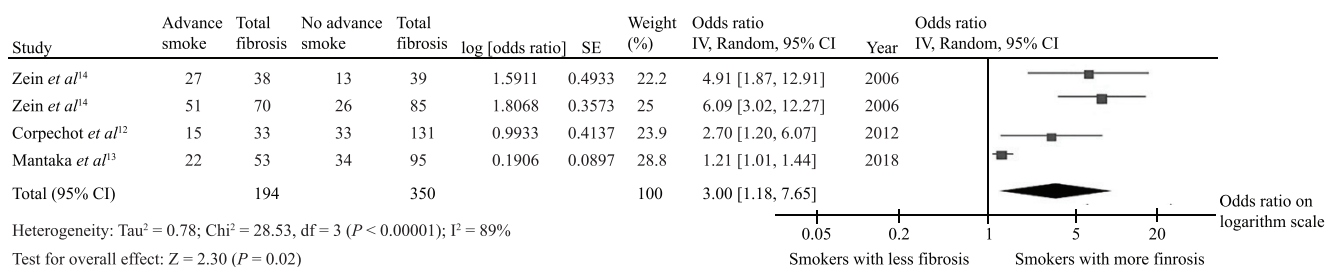 Advance Total No advance Total Weight Odds ratio Odds ratio
Study smoke fibrosis smoke fibrosis log [odds ratio] SE (%) IV, Random, 95% CI Year IV, Random, 95% CI
Zein et al14 27 38 13 39 1.5911 0.4933 22.2 4.91 [1.87, 12.91] 2006
Zein et al14 51 70 26 85 1.8068 0.3573 25 6.09 [3.02, 12.27] 2006
Corpechot et al12 15 33 33 131 0.9933 0.4137 23.9 2.70 [1.20, 6.07] 2012
Mantaka et al13 22 53 34 95 0.1906 0.0897 28.8 1.21 [1.01, 1.44] 2018
Total (95% CI) 194 350 100 3.00 [1.18, 7.65]
Odds ratio on
logarithm scale
Heterogeneity: Tau2 = 0.78; Chi2 = 28.53, df = 3 (P < 0.00001); I2 = 89%
0.05 0.2 1 5 20
Test for overall effect: Z = 2.30 (P = 0.02)
Smokers with less fibrosis Smokers with more finrosis